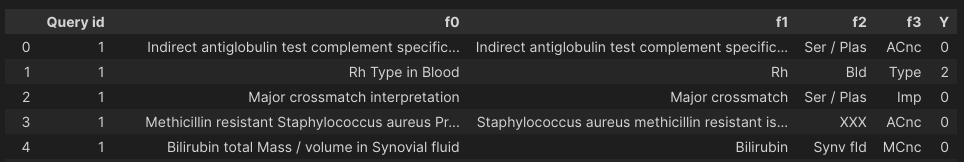 Query id f0 f1 f2 f3 Y
0 1 Indirect antiglobulin test complement specific... Indirect antiglobulin test complement specific... Ser / Plas ACnc 0
1 1 Rh Type in Blood Rh Bld Type 2
2 1 Major crossmatch interpretation Major crossmatch Ser / Plas Imp 0
3 1 Methicillin resistant Staphylococcus aureus Pr... Staphylococcus aureus methicillin resistant is... XXX ACnc 0
4 1 Bilirubin total Mass / volume in Synovial fluid Bilirubin Synv fld MCnc 0